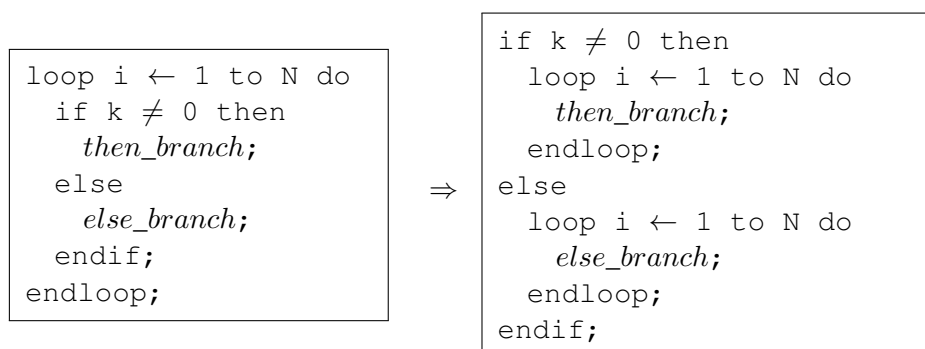 loop i ← 1 to N do
  if k ≠ 0 then
    then_branch;
  else
    else_branch;
  endif;
endloop;
⇒
if k ≠ 0 then
  loop i ← 1 to N do
    then_branch;
  endloop;
else
  loop i ← 1 to N do
    else_branch;
  endloop;
endif;